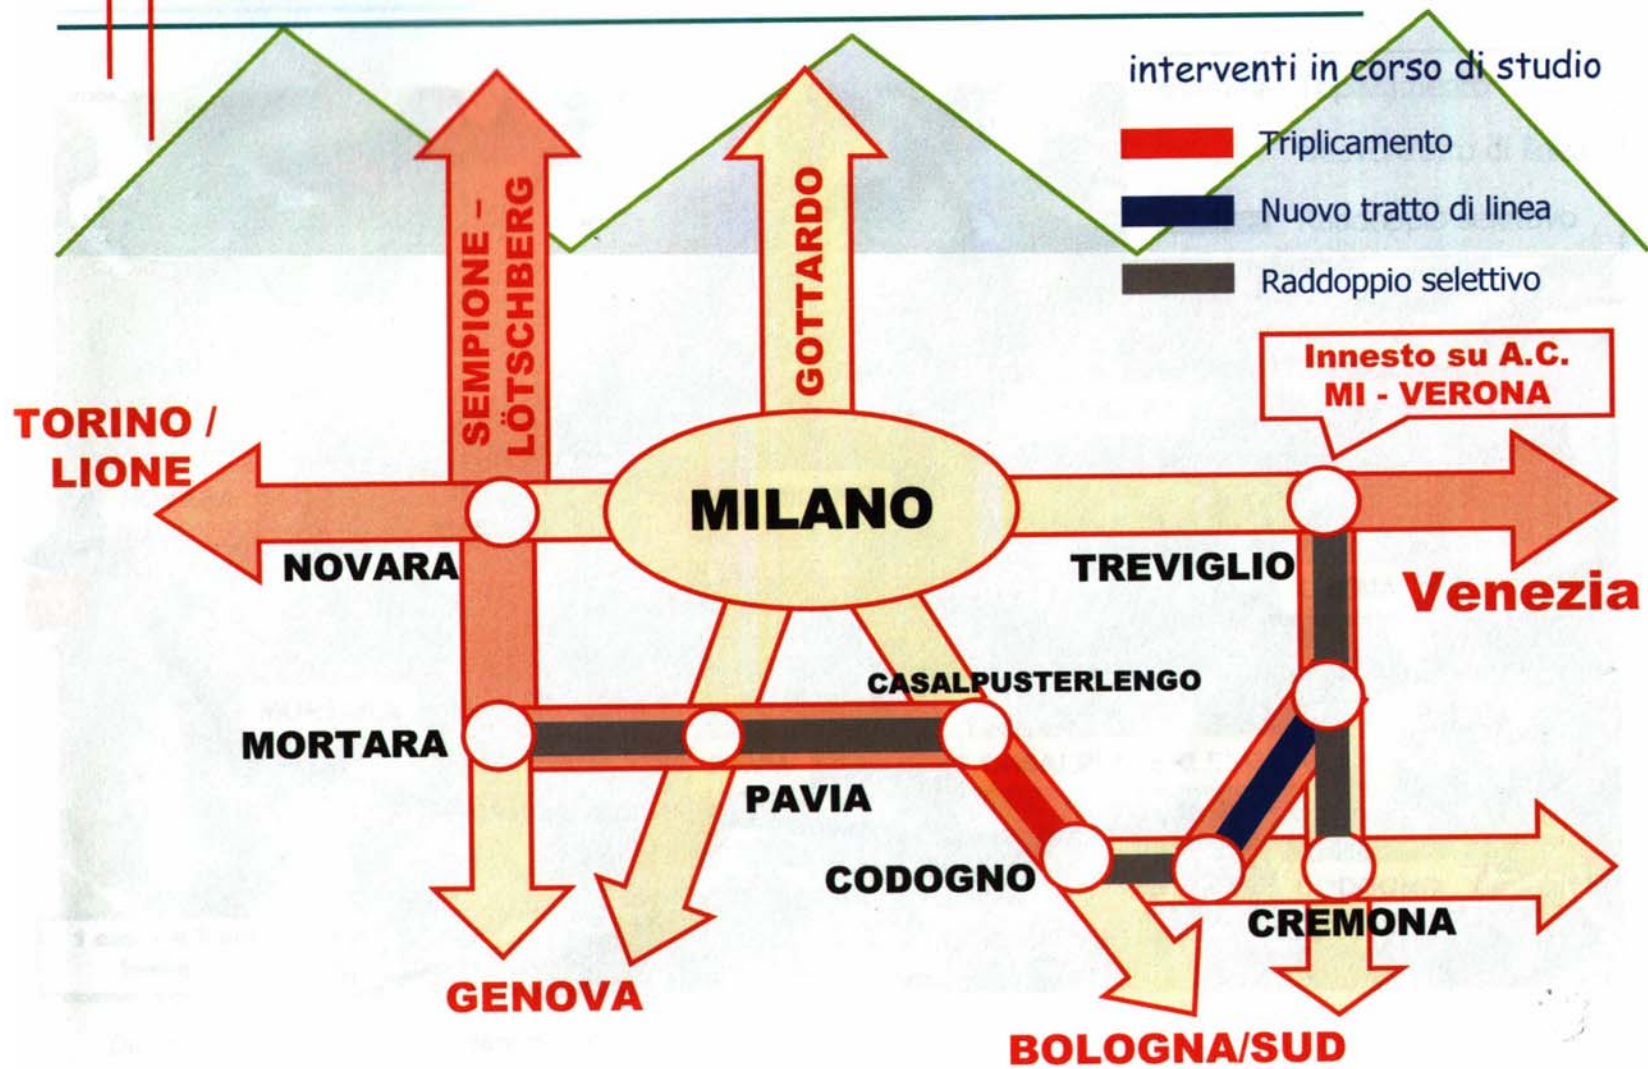 interventi in corso di studio
Triplicamento
Nuovo tratto di linea
Raddoppio selettivo
SEMPIONE –
LÖTSCHBERG
GOTTARDO
Innesto su A.C.
MI - VERONA
TORINO /
LIONE
MILANO
NOVARA
TREVIGLIO
Venezia
CASALPUSTERLENGO
MORTARA
PAVIA
CODOGNO
CREMONA
GENOVA
BOLOGNA/SUD